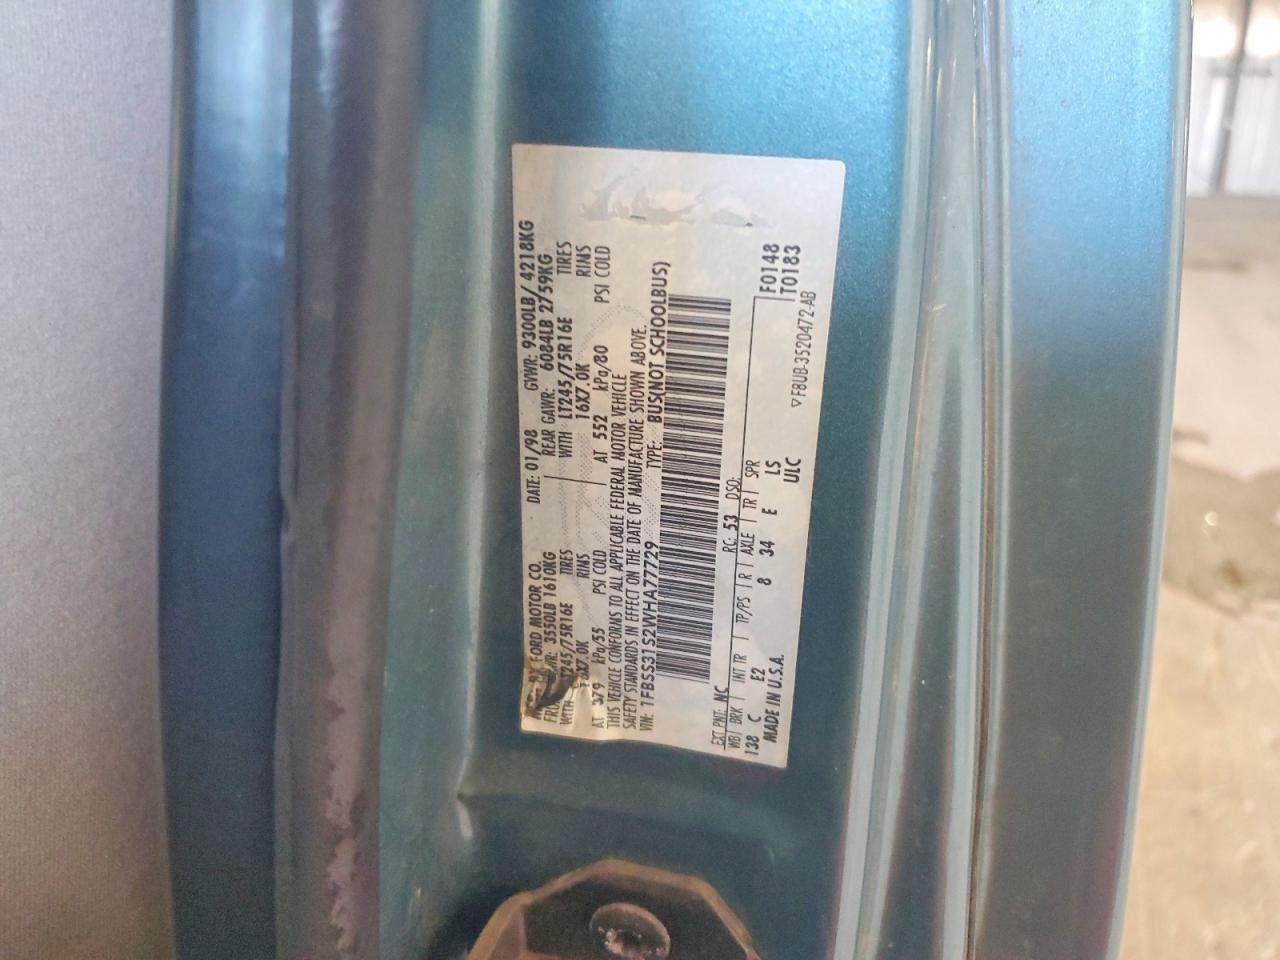 MFD. BY FORD MOTOR CO.
DATE: 01/98 GVWR: 9300LB/ 4218KG
GAWR: 3550LB 1610KG REAR GAWR: 6084LB 2759KG
WITH LT245/75R16E TIRES WITH LT245/75R16E TIRES
16X7.0K RIMS 16X7.0K RIMS
AT 379 kPa/55 PSI COLD AT 552 kPa/80 PSI COLD
THIS VEHICLE CONFORMS TO ALL APPLICABLE FEDERAL MOTOR VEHICLE
SAFETY STANDARDS IN EFFECT ON THE DATE OF MANUFACTURE SHOWN ABOVE.
VIN: 1FBSS31S2WHA77729 TYPE: BUS(NOT SCHOOLBUS)
EXT PNT: NC RC: 53 DSO:
WB BRK INT TR TP/PS R AXLE TR SPR
138 C E2 8 34 E LS F0148
MADE IN U.S.A. ULC T0183
▽F8UB-3520472-AB